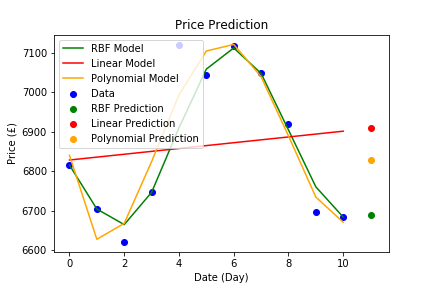 Price Prediction
Price (£)
7100
7000
6900
6800
6700
6600
RBF Model
Linear Model
Polynomial Model
Data
RBF Prediction
Linear Prediction
Polynomial Prediction
0 2 4 6 8 10
Date (Day)